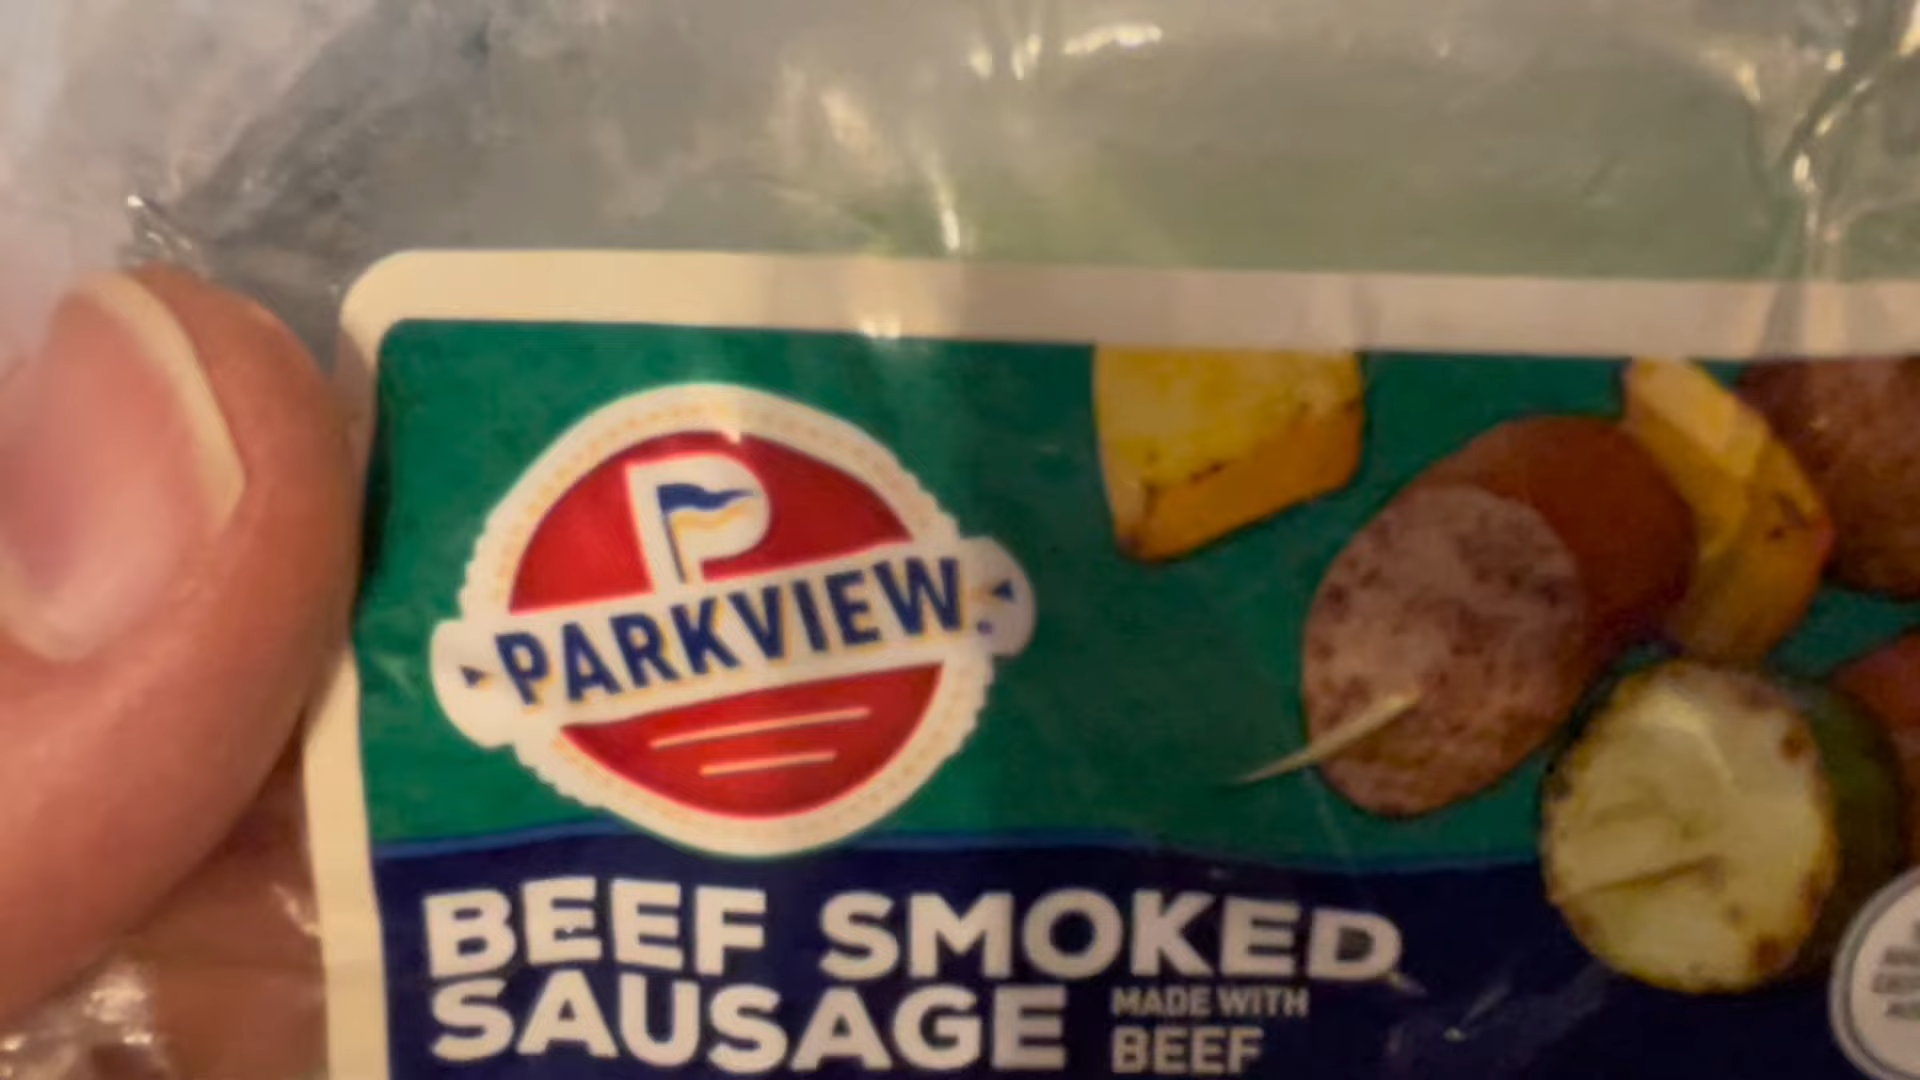 P
PARKVIEW.
BEEF SMOKED
SAUSAGE MADE WITH
BEEF